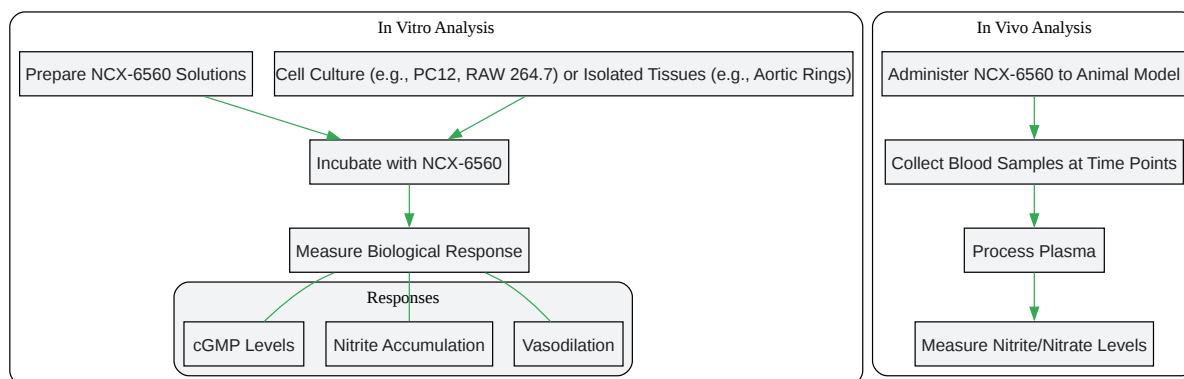 In Vitro Analysis
Prepare NCX-6560 Solutions
Cell Culture (e.g., PC12, RAW 264.7) or Isolated Tissues (e.g., Aortic Rings)
Incubate with NCX-6560
Measure Biological Response
Responses
cGMP Levels
Nitrite Accumulation
Vasodilation
In Vivo Analysis
Administer NCX-6560 to Animal Model
Collect Blood Samples at Time Points
Process Plasma
Measure Nitrite/Nitrate Levels